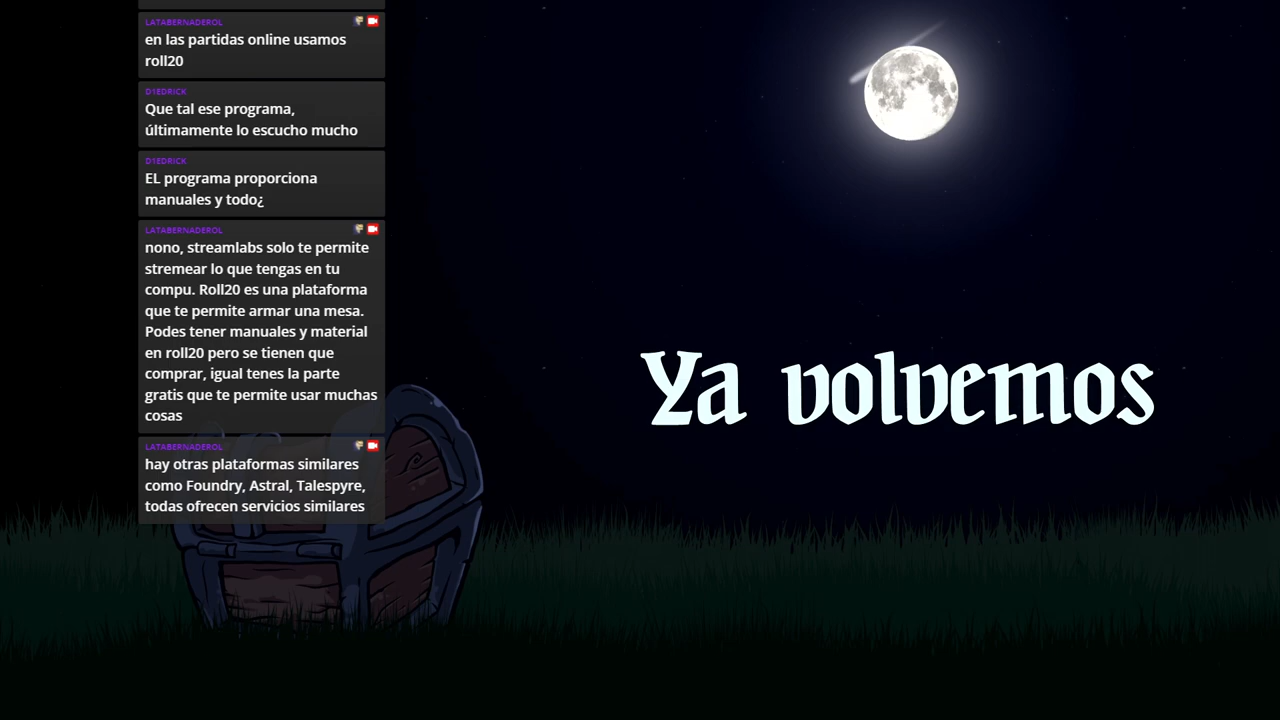 LATABERNADEROL
en las partidas online usamos
roll20
D1EDRICK
Que tal ese programa,
últimamente lo escucho mucho
D1EDRICK
EL programa proporciona
manuales y todo¿
LATABERNADEROL
nono, streamlabs solo te permite
stremear lo que tengas en tu
compu. Roll20 es una plataforma
que te permite armar una mesa.
Podes tener manuales y material
en roll20 pero se tienen que
comprar, igual tenes la parte
gratis que te permite usar muchas
cosas
LATABERNADEROL
hay otras plataformas similares
como Foundry, Astral, Talespyre,
todas ofrecen servicios similares
Ya volvemos